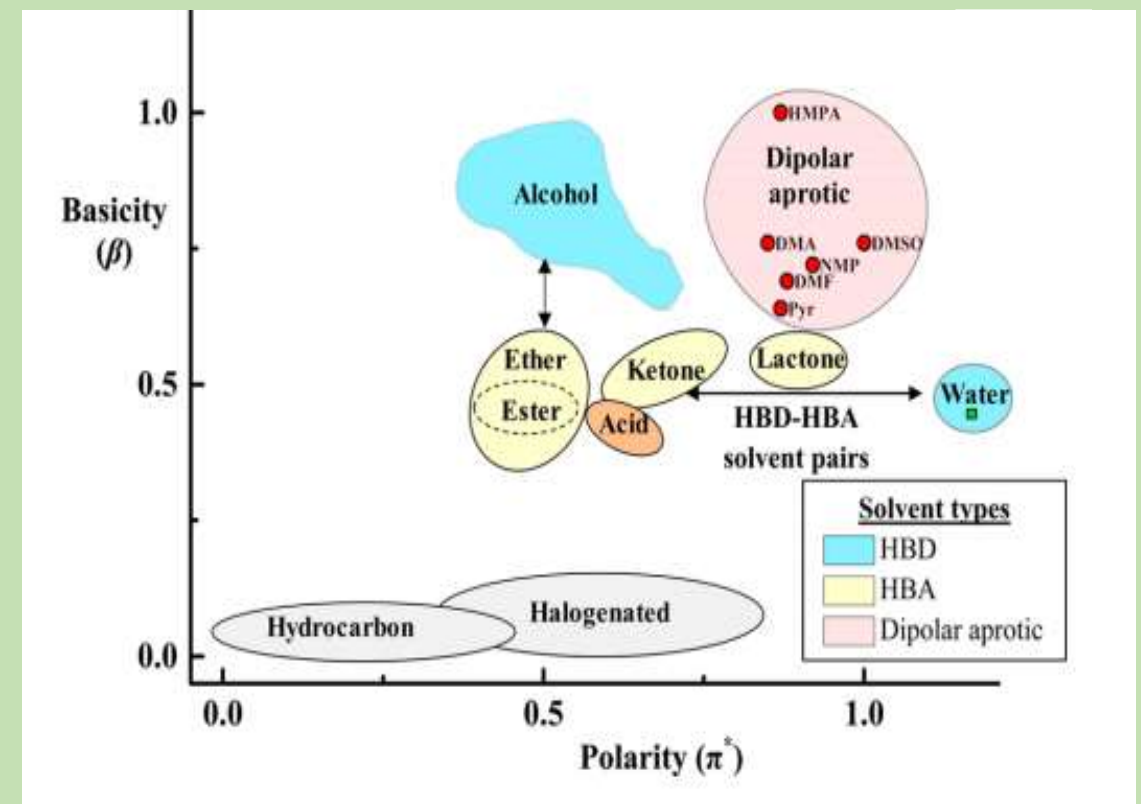 1.0
HMPA
Dipolar
aprotic
Alcohol
Basicity
(β)
DMA
DMSO
NMP
DMF
Pyr
Ether
Ketone
Lactone
0.5
Ester
Acid
Water
HBD-HBA
solvent pairs
Solvent types
HBD
HBA
Dipolar aprotic
Halogenated
Hydrocarbon
0.0
0.0
0.5
1.0
Polarity (π*)